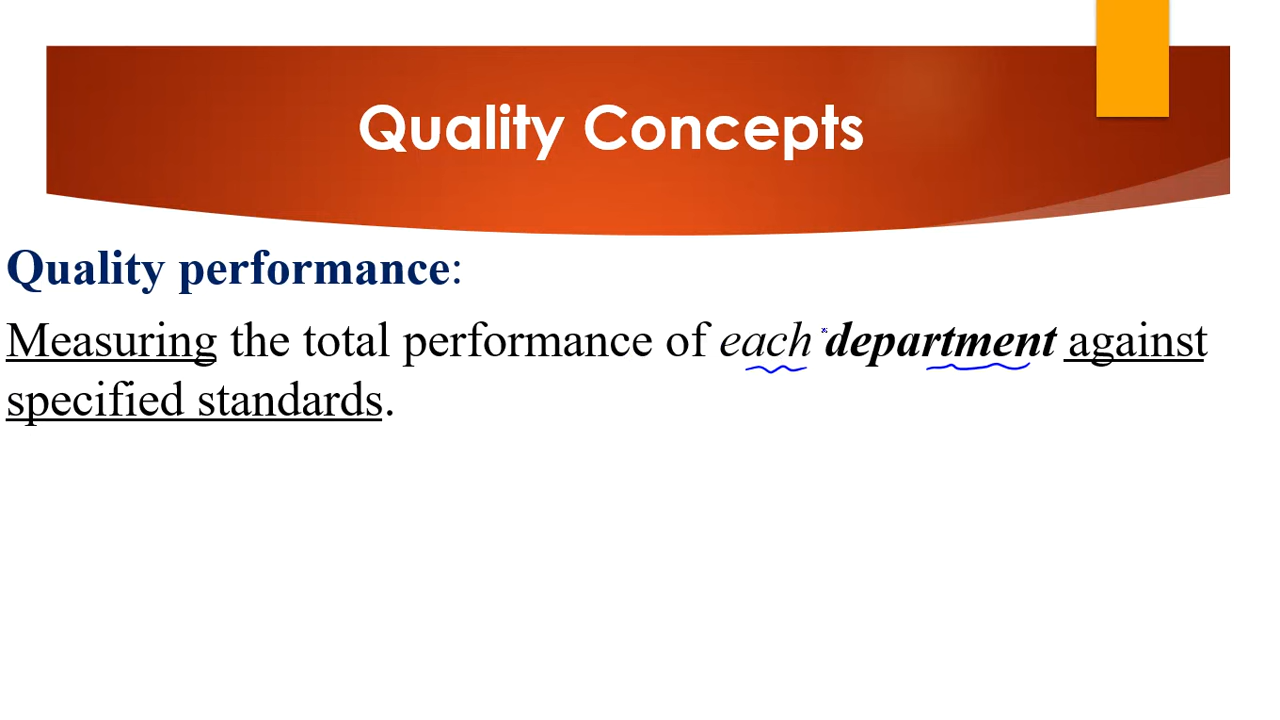 Quality Concepts
Quality performance:
Measuring the total performance of each department against
specified standards.